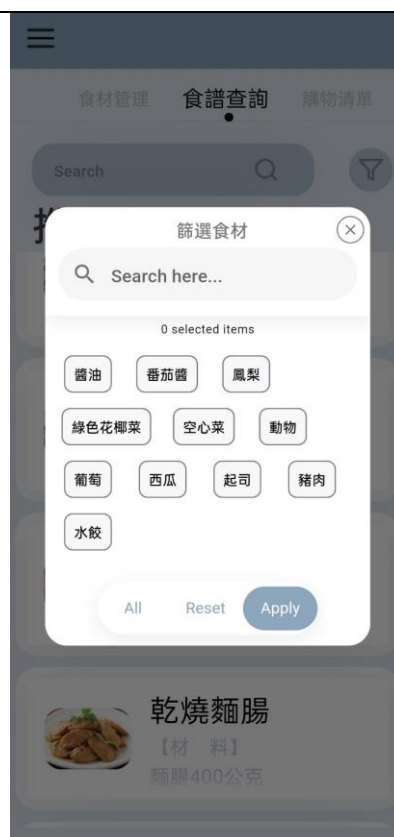 食材管理 食譜查詢 購物清單
Search
篩選食材
Search here...
0 selected items
醬油 番茄醬 鳳梨
綠色花椰菜 空心菜 動物
葡萄 西瓜 起司 豬肉
水餃
All Reset Apply
乾燒麵腸
【材 料】
麵腸400公克